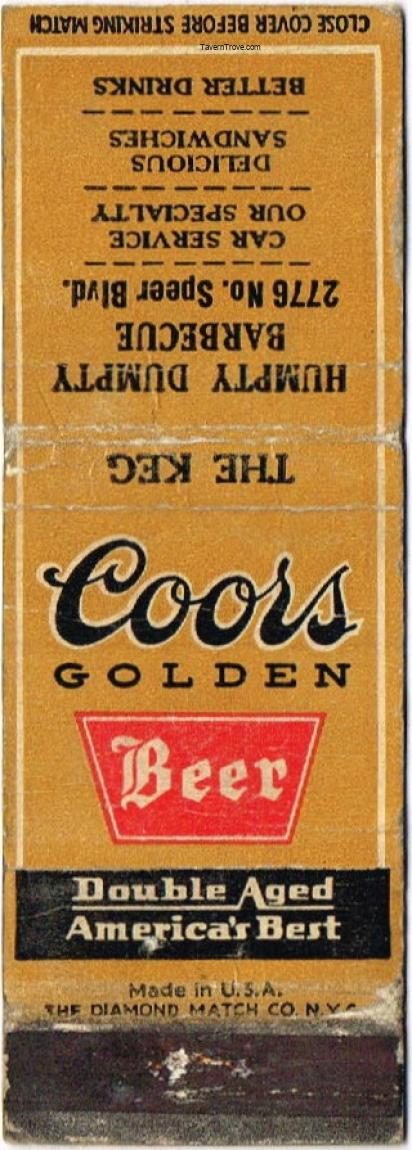 CLOSE COVER BEFORE STRIKING MATCH
TavernTrove.com
THE KEG
HUMPTY DUMPTY
BARBECUE
2776 No. Speer Blvd.
CAR SERVICE
OUR SPECIALTY
DELICIOUS
SANDWICHES
BETTER DRINKS
Coors
GOLDEN
Beer
Double Aged
America's Best
Made in U.S.A.
THE DIAMOND MATCH CO. N.Y.C.